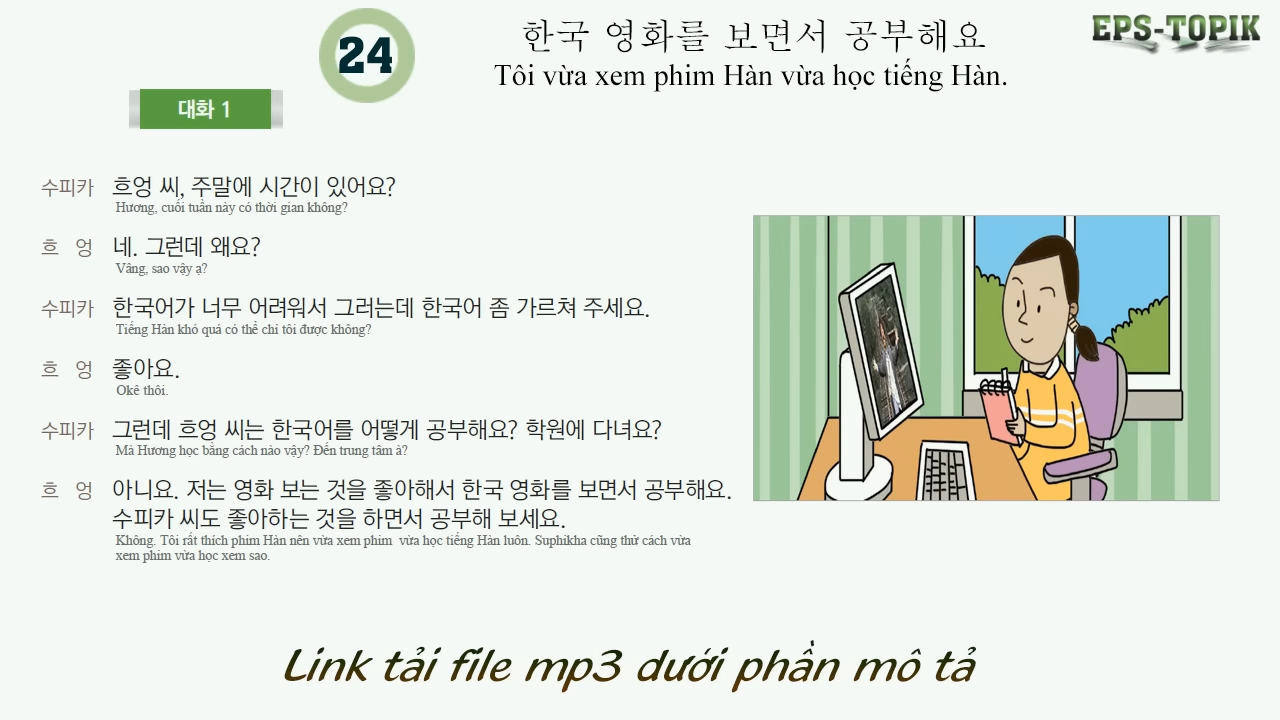 24
한국 영화를 보면서 공부해요
Tôi vừa xem phim Hàn vừa học tiếng Hàn.
EPS-TOPIK
대화 1
수피카 흐엉 씨, 주말에 시간이 있어요?
Hương, cuối tuần này có thời gian không?
흐 엉 네. 그런데 왜요?
Vâng, sao vậy ạ?
수피카 한국어가 너무 어려워서 그러는데 한국어 좀 가르쳐 주세요.
Tiếng Hàn khó quá có thể chỉ tôi được không?
흐 엉 좋아요.
Okê thôi.
수피카 그런데 흐엉 씨는 한국어를 어떻게 공부해요? 학원에 다녀요?
Mà Hương học bằng cách nào vậy? Đến trung tâm à?
흐 엉 아니요. 저는 영화 보는 것을 좋아해서 한국 영화를 보면서 공부해요.
수피카 씨도 좋아하는 것을 하면서 공부해 보세요.
Không. Tôi rất thích phim Hàn nên vừa xem phim vừa học tiếng Hàn luôn. Suphikha cũng thử cách vừa
xem phim vừa học xem sao.
Link tải file mp3 dưới phần mô tả